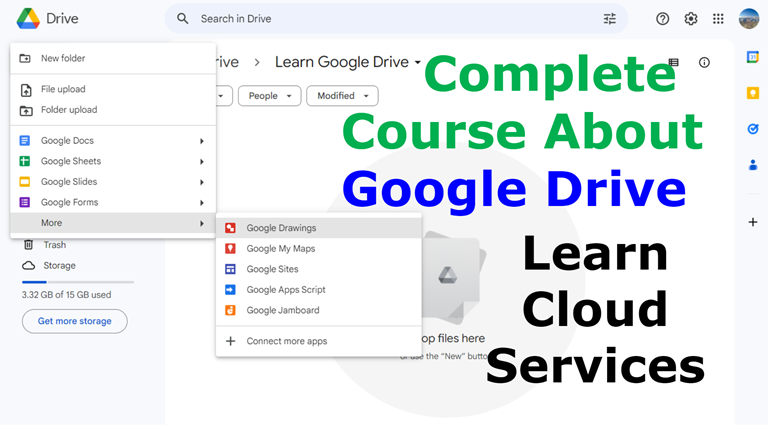 Drive
Search in Drive
New folder
File upload
Folder upload
Google Docs
Google Sheets
Google Slides
Google Forms
More
Trash
Storage
3.32 GB of 15 GB used
Get more storage
Google Drawings
Google My Maps
Google Sites
Google Apps Script
Google Jamboard
Connect more apps
Learn Google Drive
People
Modified
files here
or use the "New"
Complete
Course About
Google Drive
Learn
Cloud
Services